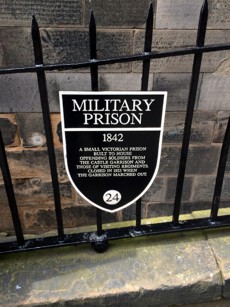 MILITARY
PRISON
1842
A SMALL VICTORIAN PRISON
BUILT TO HOUSE
OFFENDING SOLDIERS FROM
THE CASTLE GARRISON AND
THOSE OF VISITING REGIMENTS.
CLOSED IN 1923 WHEN
THE GARRISON MARCHED OUT
24